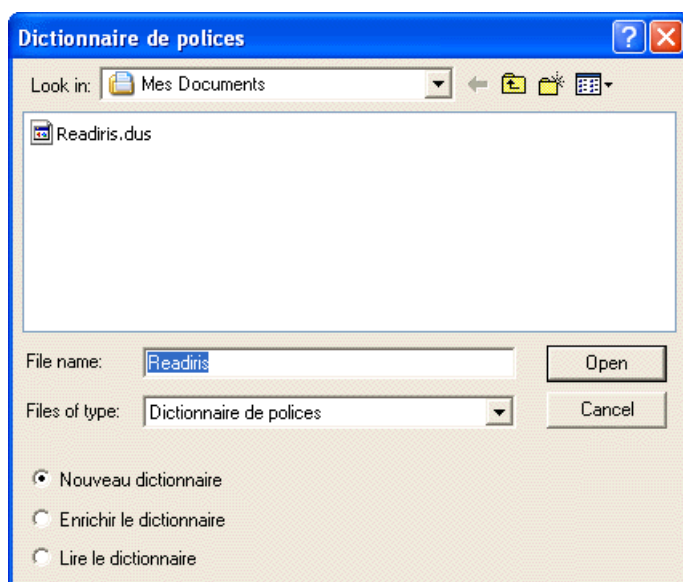 Dictionnaire de polices
Look in: Mes Documents
Readiris.dus
File name: Readiris Open
Files of type: Dictionnaire de polices Cancel
Nouveau dictionnaire
Enrichir le dictionnaire
Lire le dictionnaire